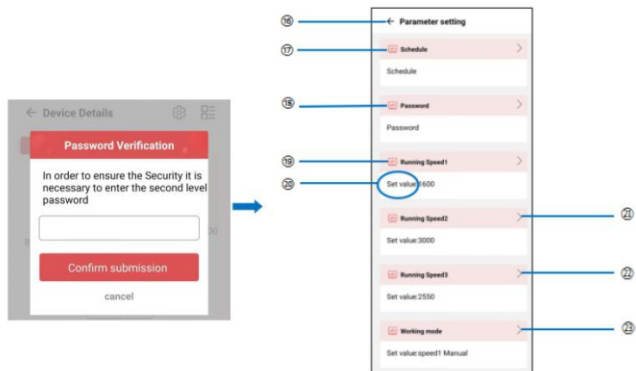 ← Device Details
Password Verification
In order to ensure the Security it is
necessary to enter the second level
password
Confirm submission
cancel
⑯
← Parameter setting
⑰
Schedule
Schedule
⑱
Password
Password
⑲
Running Speed1
⑳
Set value:1600
Running Speed2
㉑
Set value:3000
Running Speed3
㉒
Set value:2550
Working mode
㉓
Set value:speed1 Manual